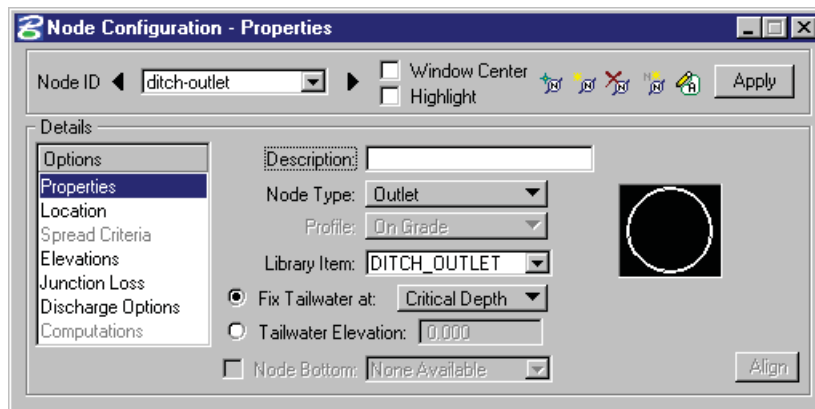 Node Configuration - Properties
Node ID ditch-outlet Window Center Highlight Apply
Details
Options
Properties
Location
Spread Criteria
Elevations
Junction Loss
Discharge Options
Computations
Description:
Node Type: Outlet
Profile: On Grade
Library Item: DITCH_OUTLET
Fix Tailwater at: Critical Depth
Tailwater Elevation: 0.000
Node Bottom: None Available
Align